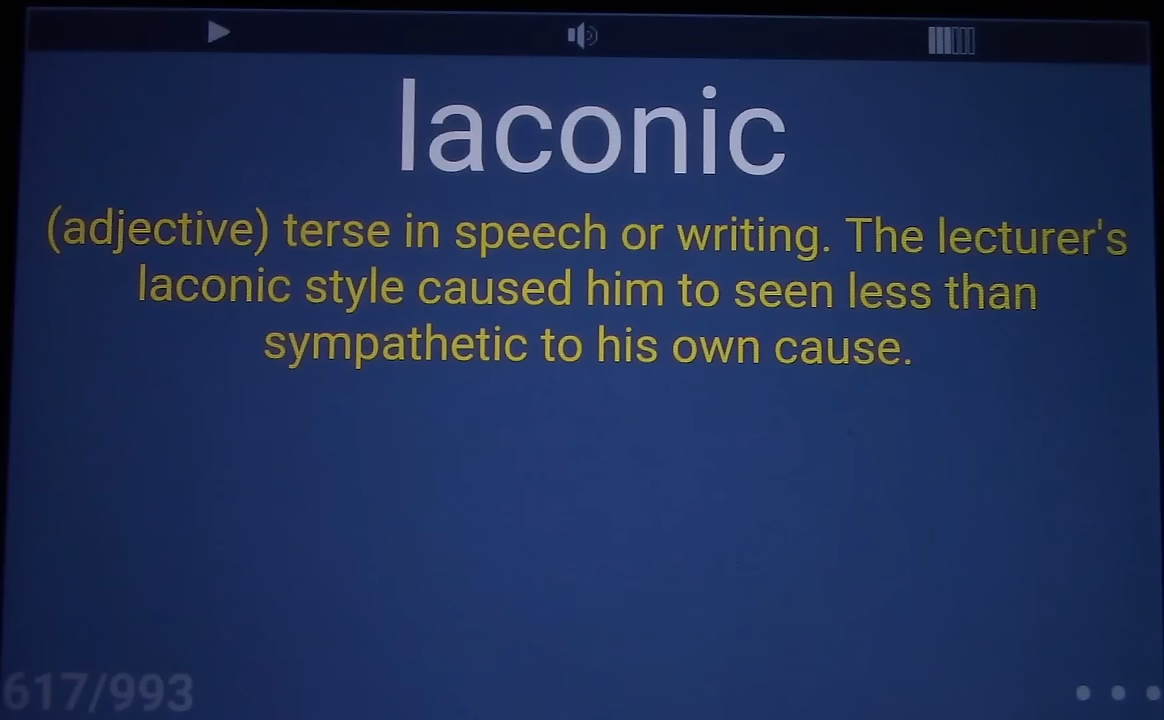 laconic
(adjective) terse in speech or writing. The lecturer's
laconic style caused him to seen less than
sympathetic to his own cause.
617/993